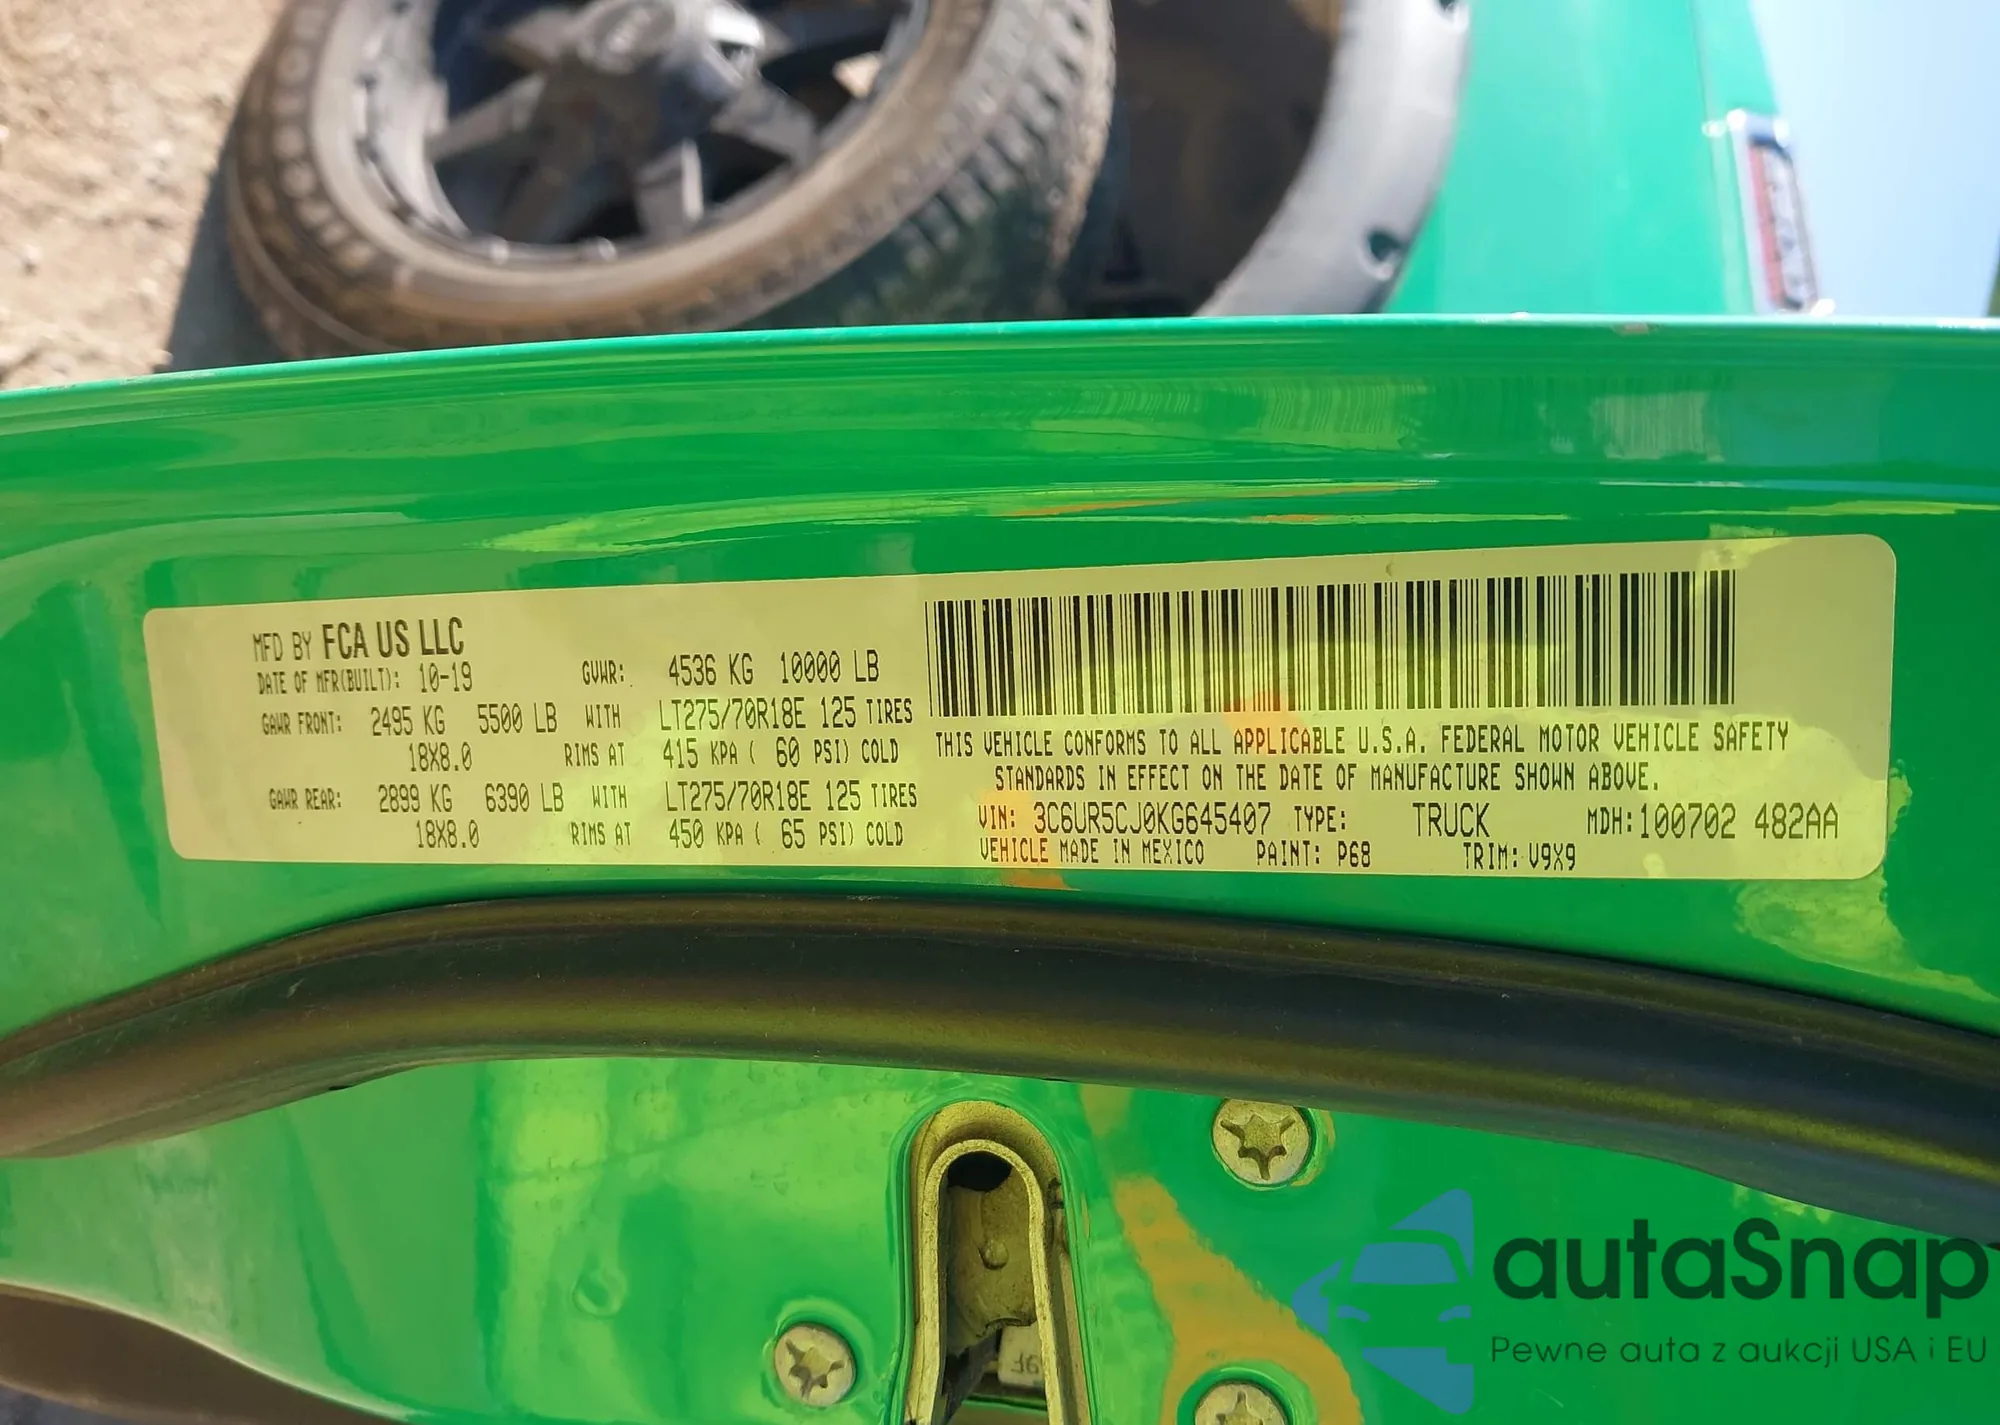 MFD BY FCA US LLC
DATE OF MFR(BUILT): 10-19 GVWR: 4536 KG 10000 LB
GAWR FRONT: 2495 KG 5500 LB WITH LT275/70R18E 125 TIRES
18X8.0 RIMS AT 415 KPA ( 60 PSI) COLD
GAWR REAR: 2899 KG 6390 LB WITH LT275/70R18E 125 TIRES
18X8.0 RIMS AT 450 KPA ( 65 PSI) COLD
THIS VEHICLE CONFORMS TO ALL APPLICABLE U.S.A. FEDERAL MOTOR VEHICLE SAFETY
STANDARDS IN EFFECT ON THE DATE OF MANUFACTURE SHOWN ABOVE.
VIN: 3C6UR5CJ0KG645407 TYPE: TRUCK MDH:100702 482AA
VEHICLE MADE IN MEXICO PAINT: P68 TRIM: V9X9
autaSnap
Pewne auta z aukcji USA i EU